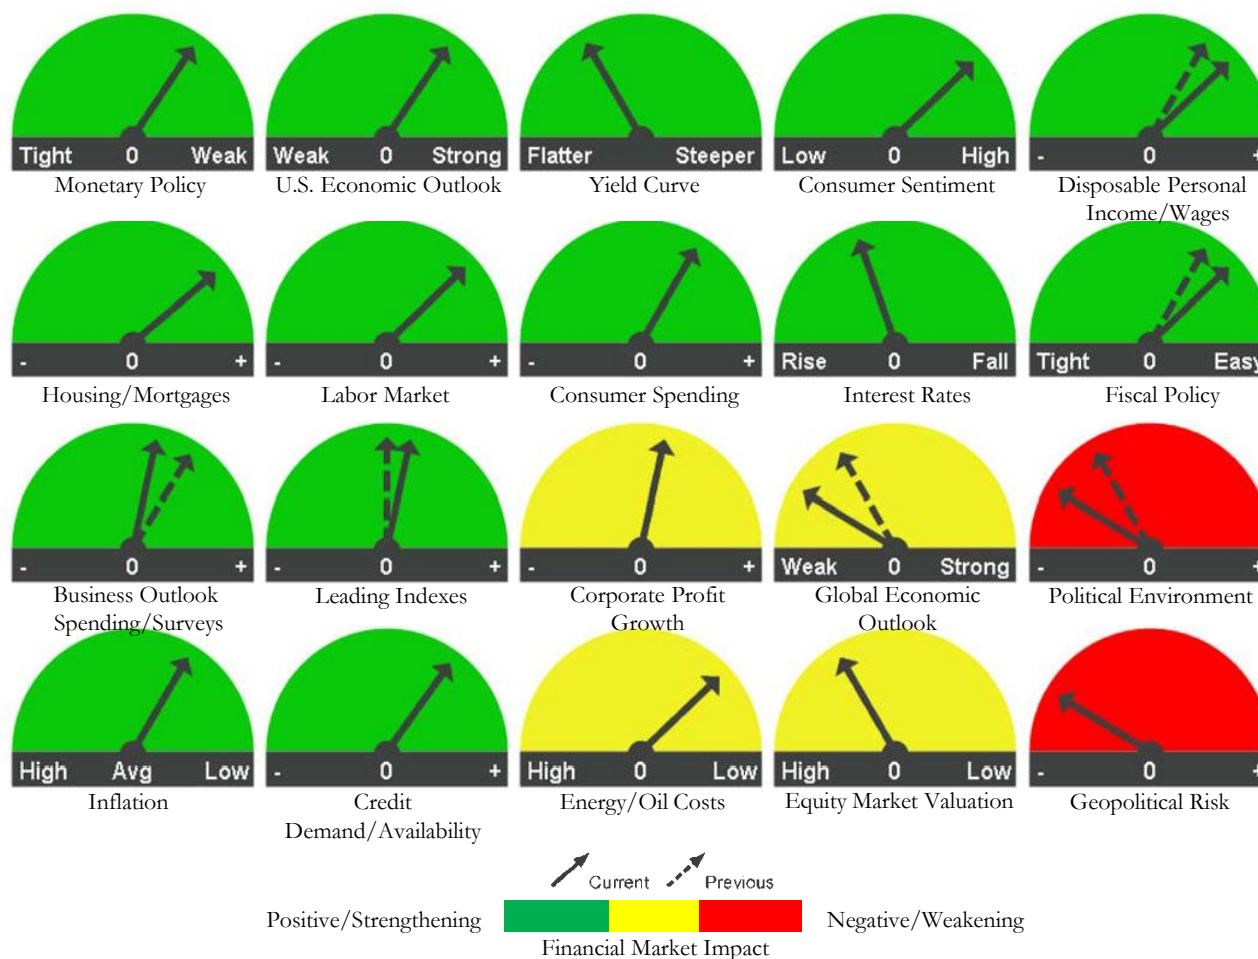 Tight 0 Weak
Monetary Policy
Weak 0 Strong
U.S. Economic Outlook
Flatter Steeper
Yield Curve
Low 0 High
Consumer Sentiment
- 0 +
Disposable Personal
Income/Wages
- 0 +
Housing/Mortgages
- 0 +
Labor Market
- 0 +
Consumer Spending
Rise 0 Fall
Interest Rates
Tight 0 Easy
Fiscal Policy
- 0 +
Business Outlook
Spending/Surveys
- 0 +
Leading Indexes
- 0 +
Corporate Profit
Growth
Weak 0 Strong
Global Economic
Outlook
- 0 +
Political Environment
High Avg Low
Inflation
- 0 +
Credit
Demand/Availability
High 0 Low
Energy/Oil Costs
High 0 Low
Equity Market Valuation
- 0 +
Geopolitical Risk
Current Previous
Positive/Strengthening Negative/Weakening
Financial Market Impact